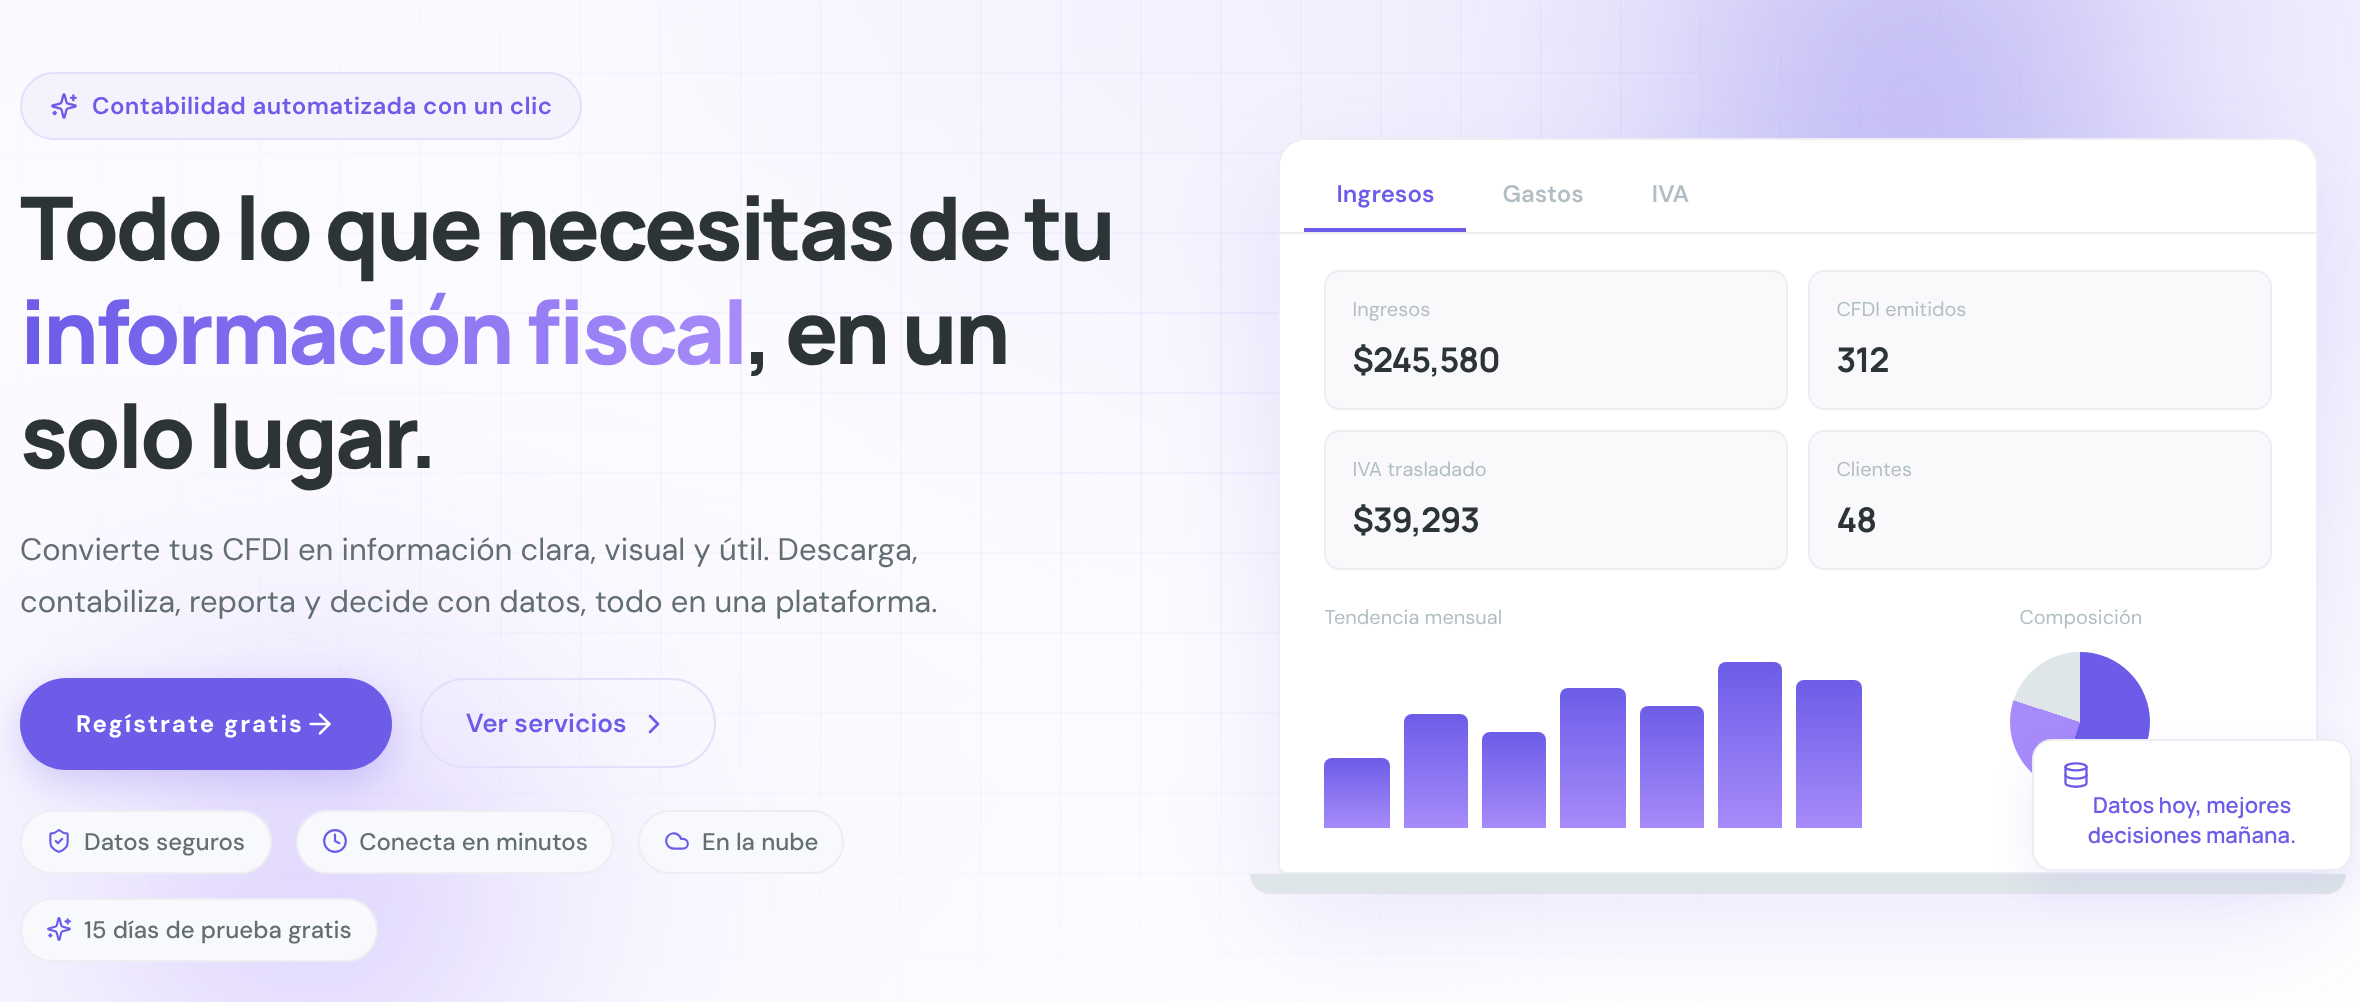 Contabilidad automatizada con un clic
Todo lo que necesitas de tu
información fiscal, en un
solo lugar.
Convierte tus CFDI en información clara, visual y útil. Descarga,
contabiliza, reporta y decide con datos, todo en una plataforma.
Regístrate gratis
Ver servicios
Datos seguros
Conecta en minutos
En la nube
15 días de prueba gratis
Ingresos
Gastos
IVA
Ingresos
$245,580
CFDI emitidos
312
IVA trasladado
$39,293
Clientes
48
Tendencia mensual
Composición
Datos hoy, mejores
decisiones mañana.